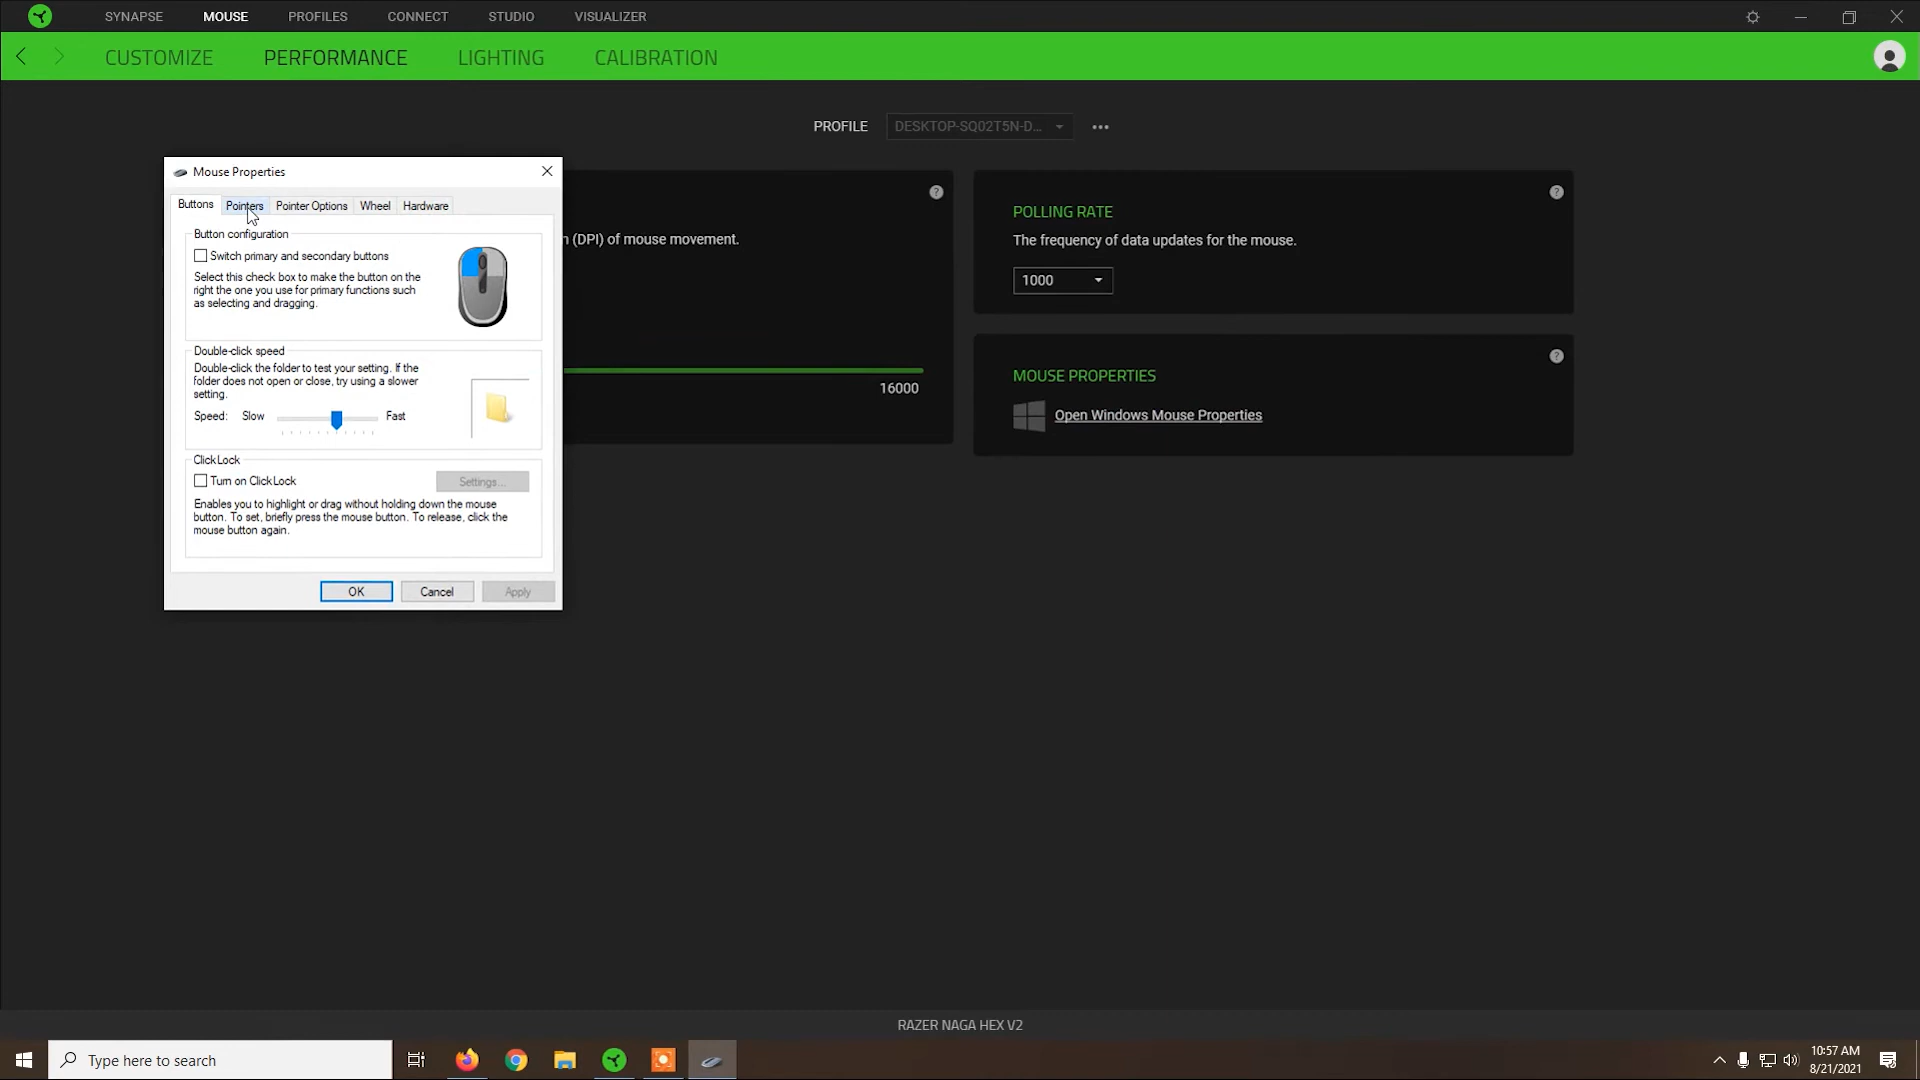 SYNAPSE MOUSE PROFILES CONNECT STUDIO VISUALIZER
CUSTOMIZE PERFORMANCE LIGHTING CALIBRATION
PROFILE DESKTOP-SQ02T5N-D...
Mouse Properties
Buttons Pointers Pointer Options Wheel Hardware
Button configuration
Switch primary and secondary buttons
Select this check box to make the button on the
right the one you use for primary functions such
as selecting and dragging.
Double-click speed
Double-click the folder to test your setting. If the
folder does not open or close, try using a slower
setting.
Speed: Slow Fast
ClickLock
Turn on ClickLock
Settings...
Enables you to highlight or drag without holding down the mouse
button. To set, briefly press the mouse button. To release, click the
mouse button again.
OK Cancel Apply
(DPI) of mouse movement.
16000
POLLING RATE
The frequency of data updates for the mouse.
1000
MOUSE PROPERTIES
Open Windows Mouse Properties
RAZER NAGA HEX V2
Type here to search
10:57 AM
8/21/2021